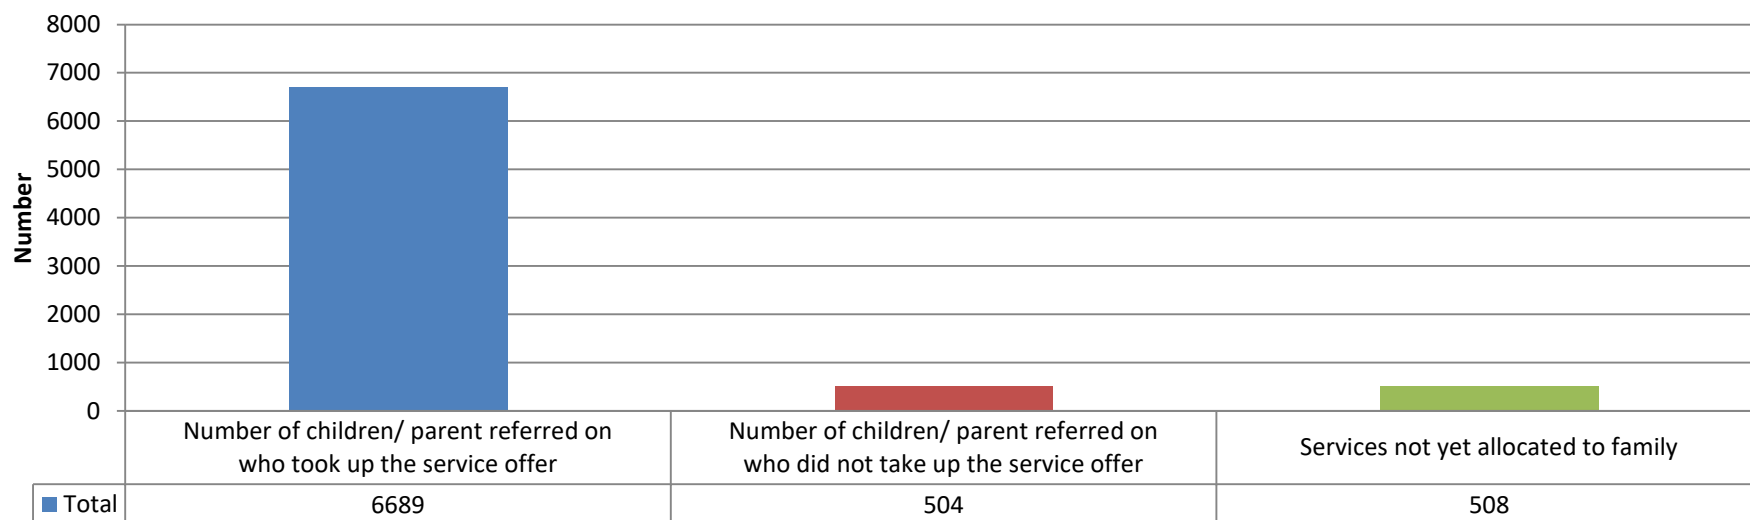 8000
7000
6000
5000
4000
3000
2000
1000
0
Number
Number of children/ parent referred on
who took up the service offer
Number of children/ parent referred on
who did not take up the service offer
Services not yet allocated to family
Total 6689 504 508